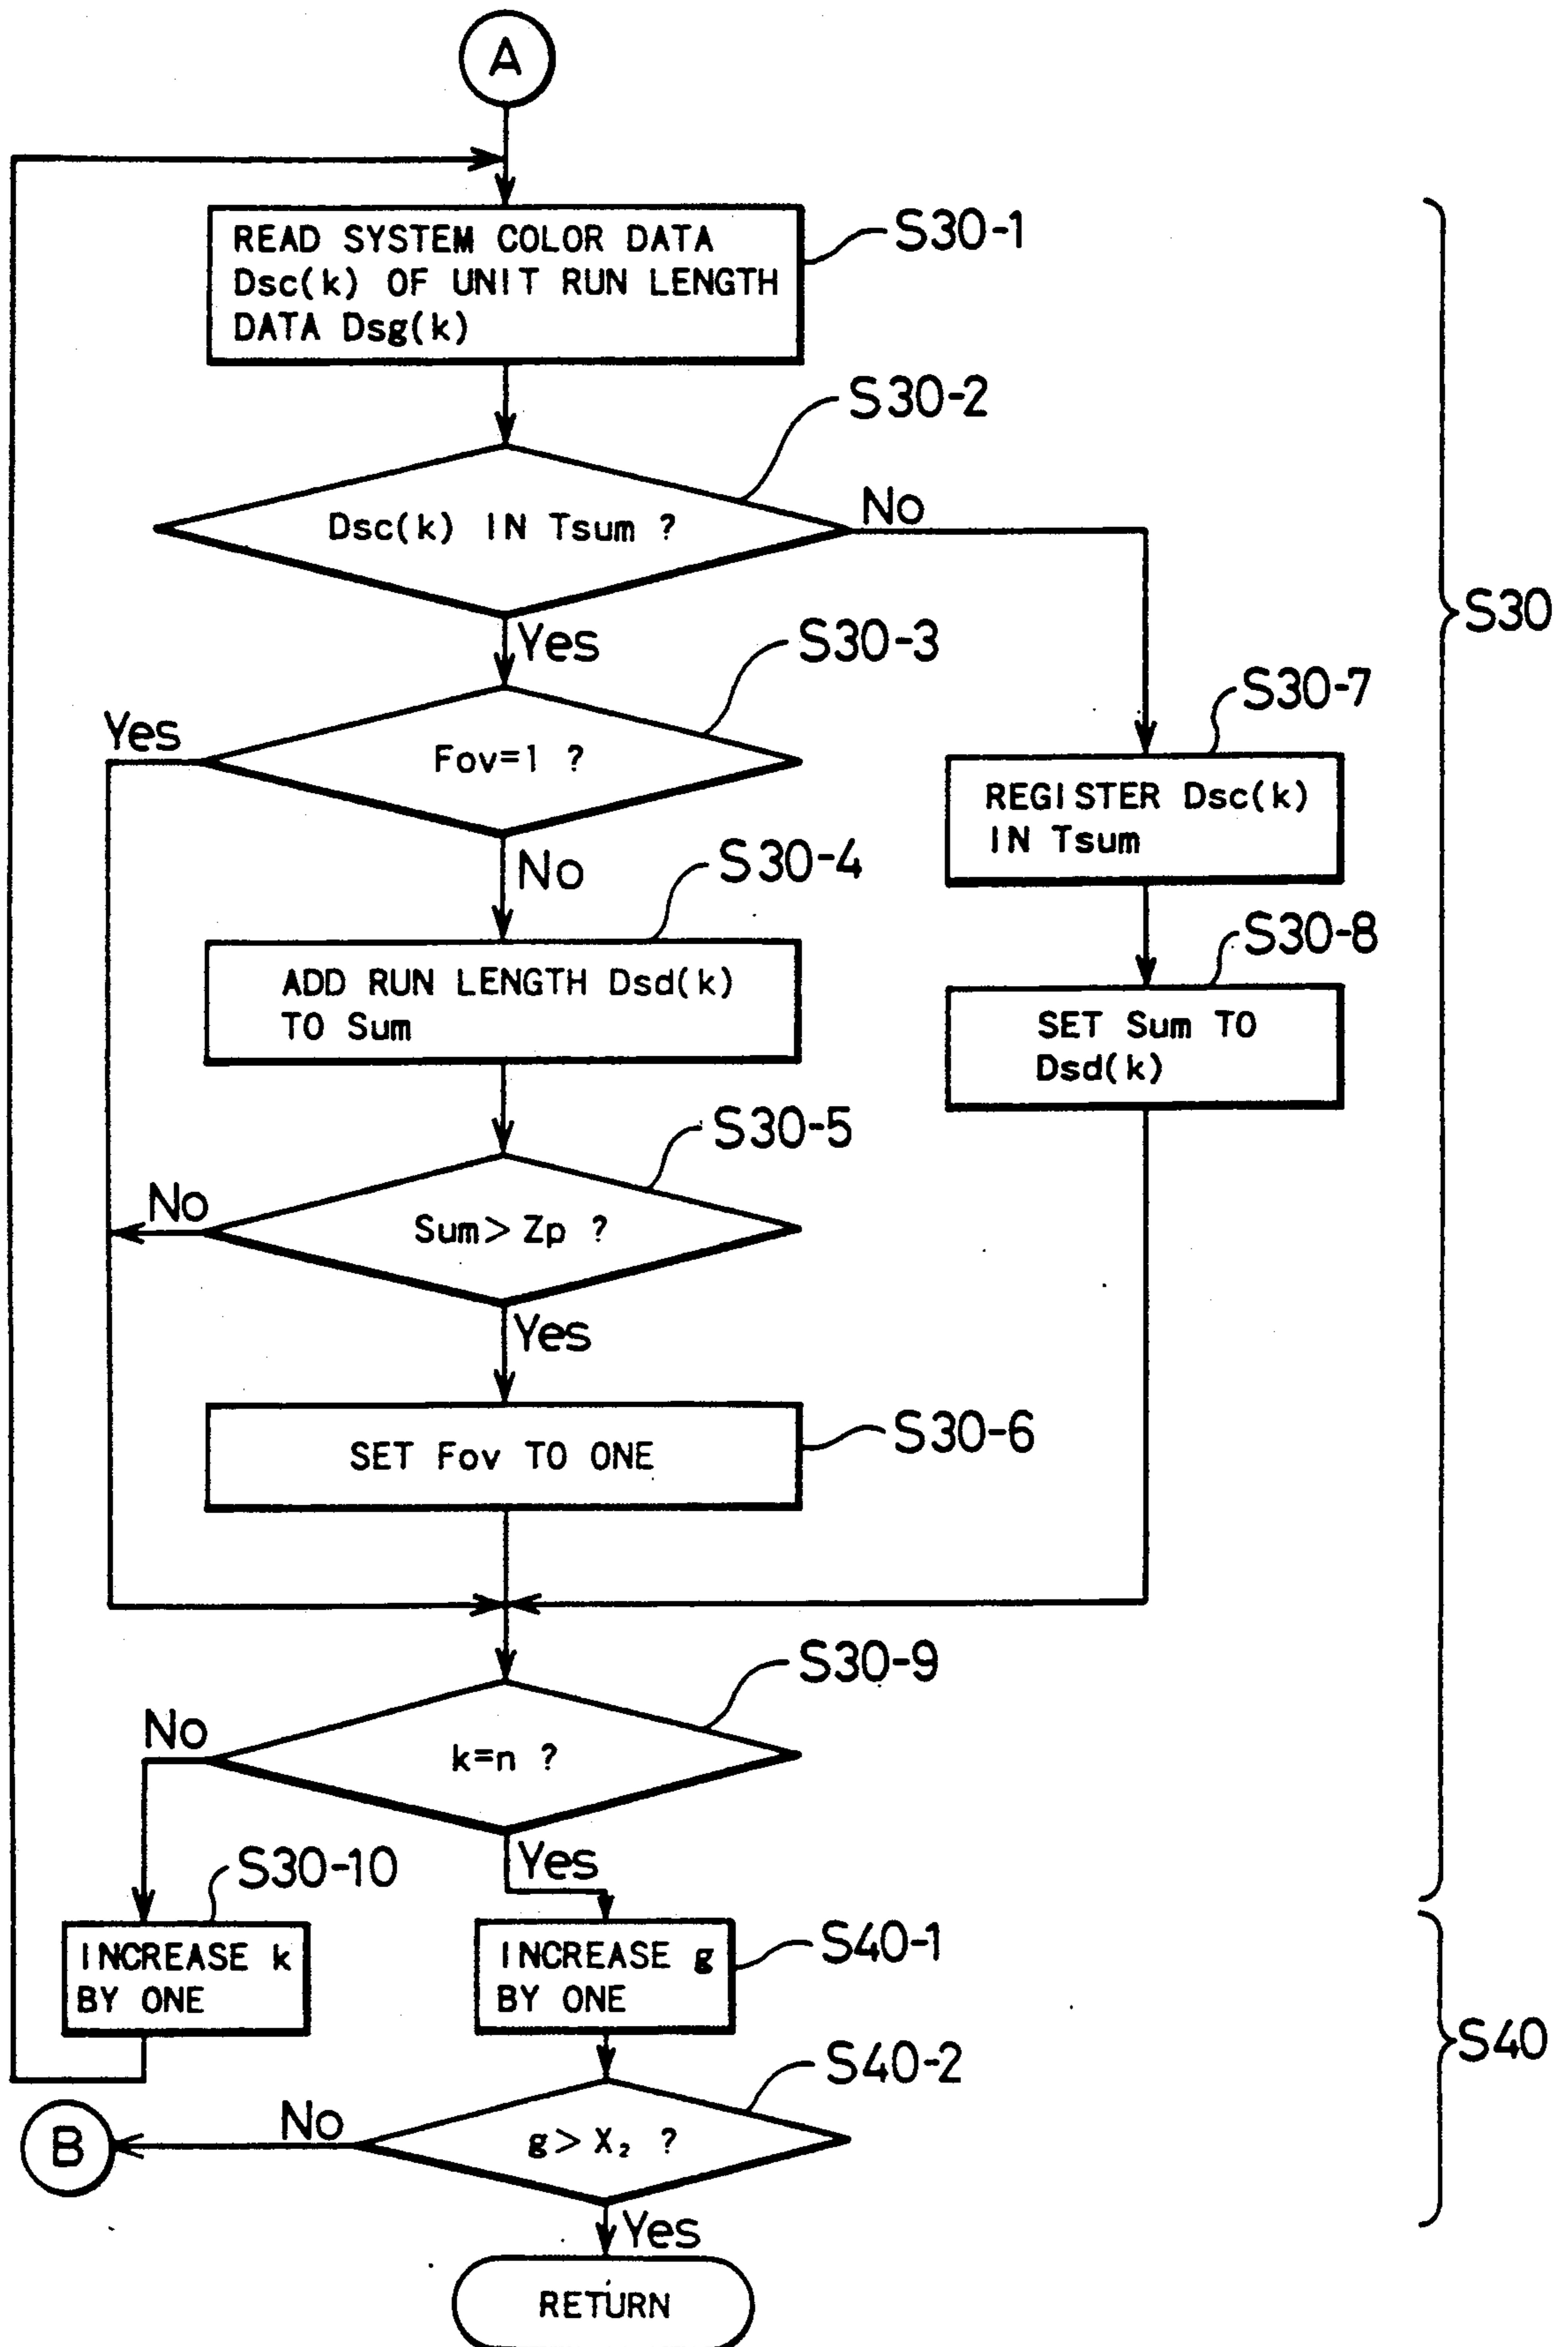 A
READ SYSTEM COLOR DATA
Dsc(k) OF UNIT RUN LENGTH
DATA Dsg(k)
S30-1
S30-2
Dsc(k) IN Tsum ?
No
Yes
S30-3
S30
Yes
Fov=1 ?
S30-7
REGISTER Dsc(k)
IN Tsum
No
S30-4
ADD RUN LENGTH Dsd(k)
TO Sum
S30-8
SET Sum TO
Dsd(k)
S30-5
No
Sum> Zp ?
Yes
SET Fov TO ONE
S30-6
S30-9
No
k=n ?
Yes
S30-10
INCREASE k
BY ONE
INCREASE g
BY ONE
S40-1
S40
S40-2
B
No
g> X₂ ?
Yes
RETURN